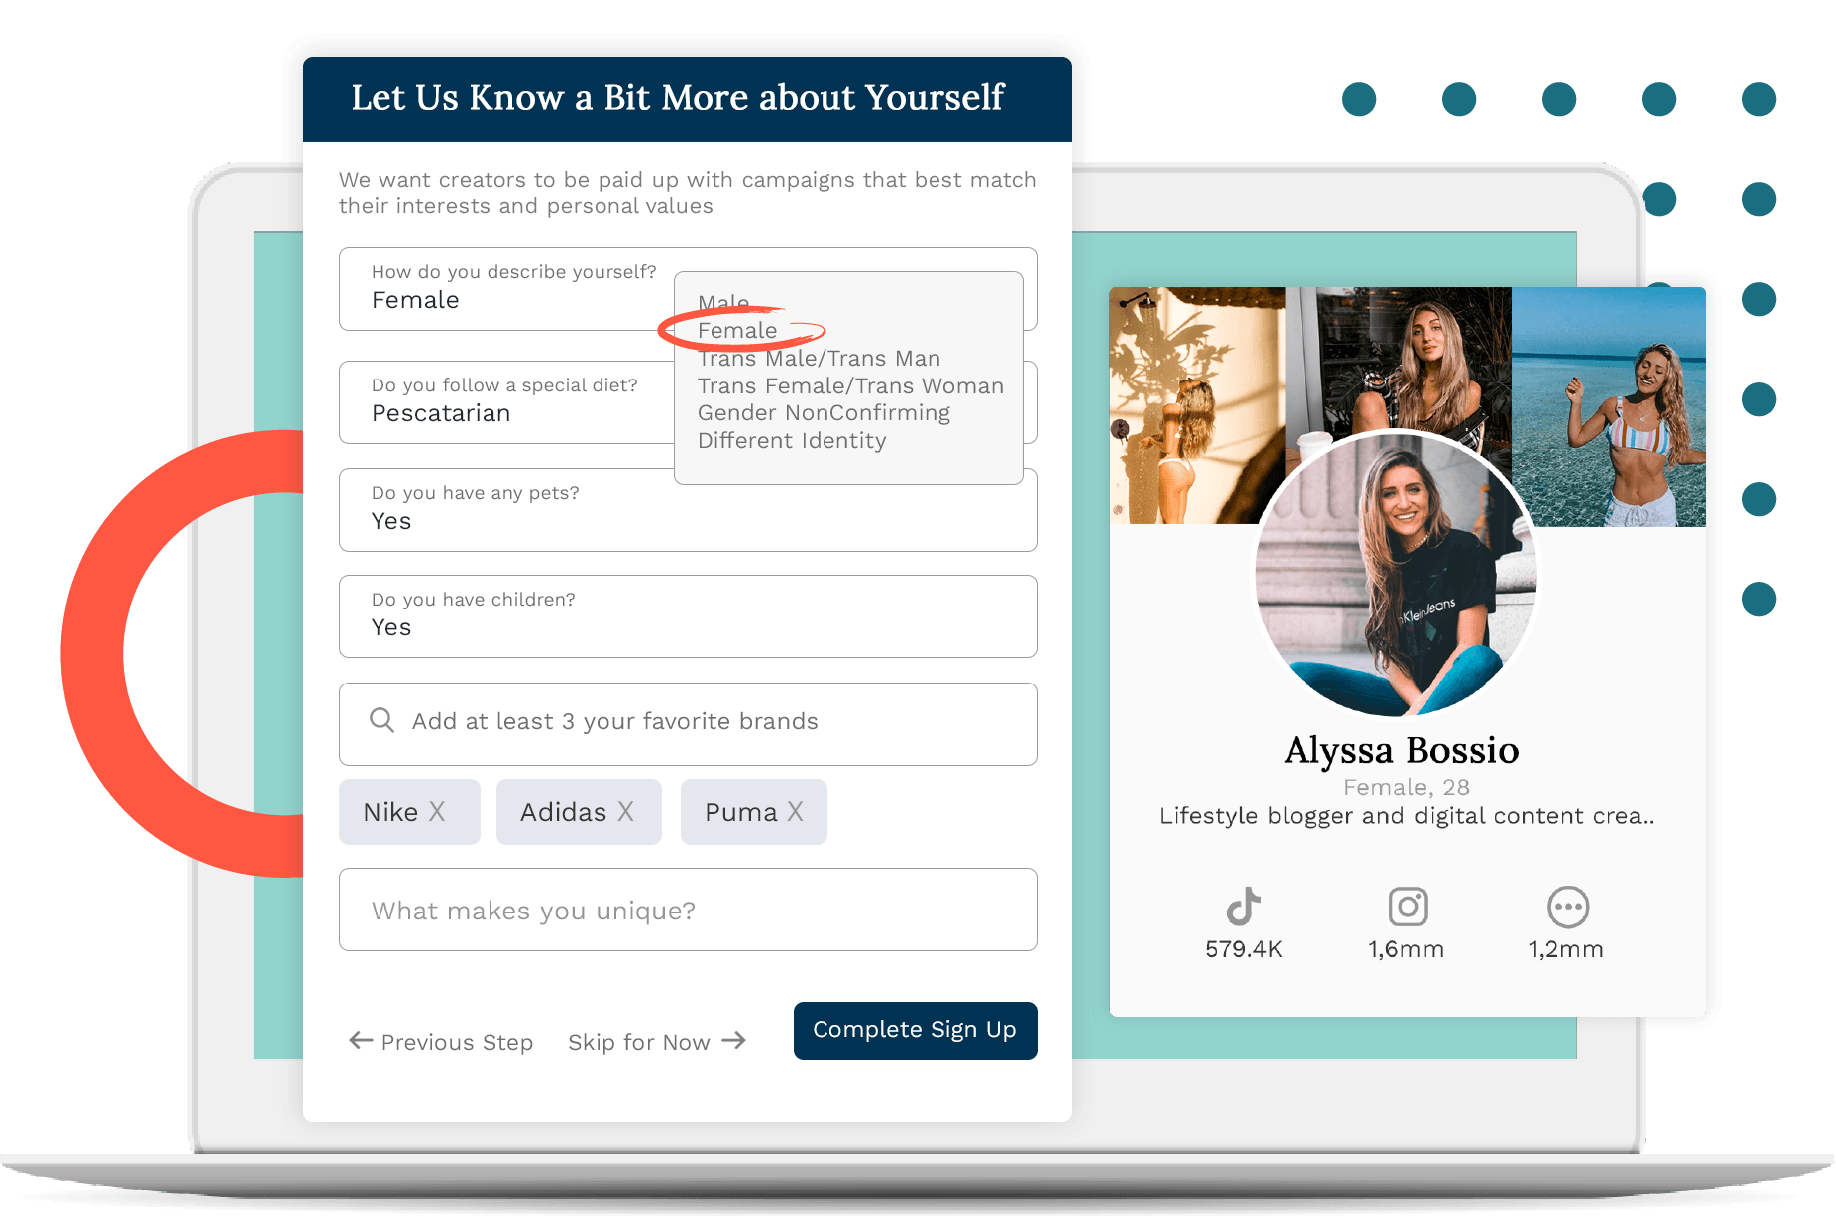 Let Us Know a Bit More about Yourself
We want creators to be paid up with campaigns that best match
their interests and personal values
How do you describe yourself?
Female
Male
Female
Trans Male/Trans Man
Trans Female/Trans Woman
Gender NonConfirming
Different Identity
Do you follow a special diet?
Pescatarian
Do you have any pets?
Yes
Do you have children?
Yes
Add at least 3 your favorite brands
Nike X
Adidas X
Puma X
What makes you unique?
Previous Step
Skip for Now
Complete Sign Up
nKleinJeans
Alyssa Bossio
Female, 28
Lifestyle blogger and digital content crea..
579.4K
1,6mm
1,2mm